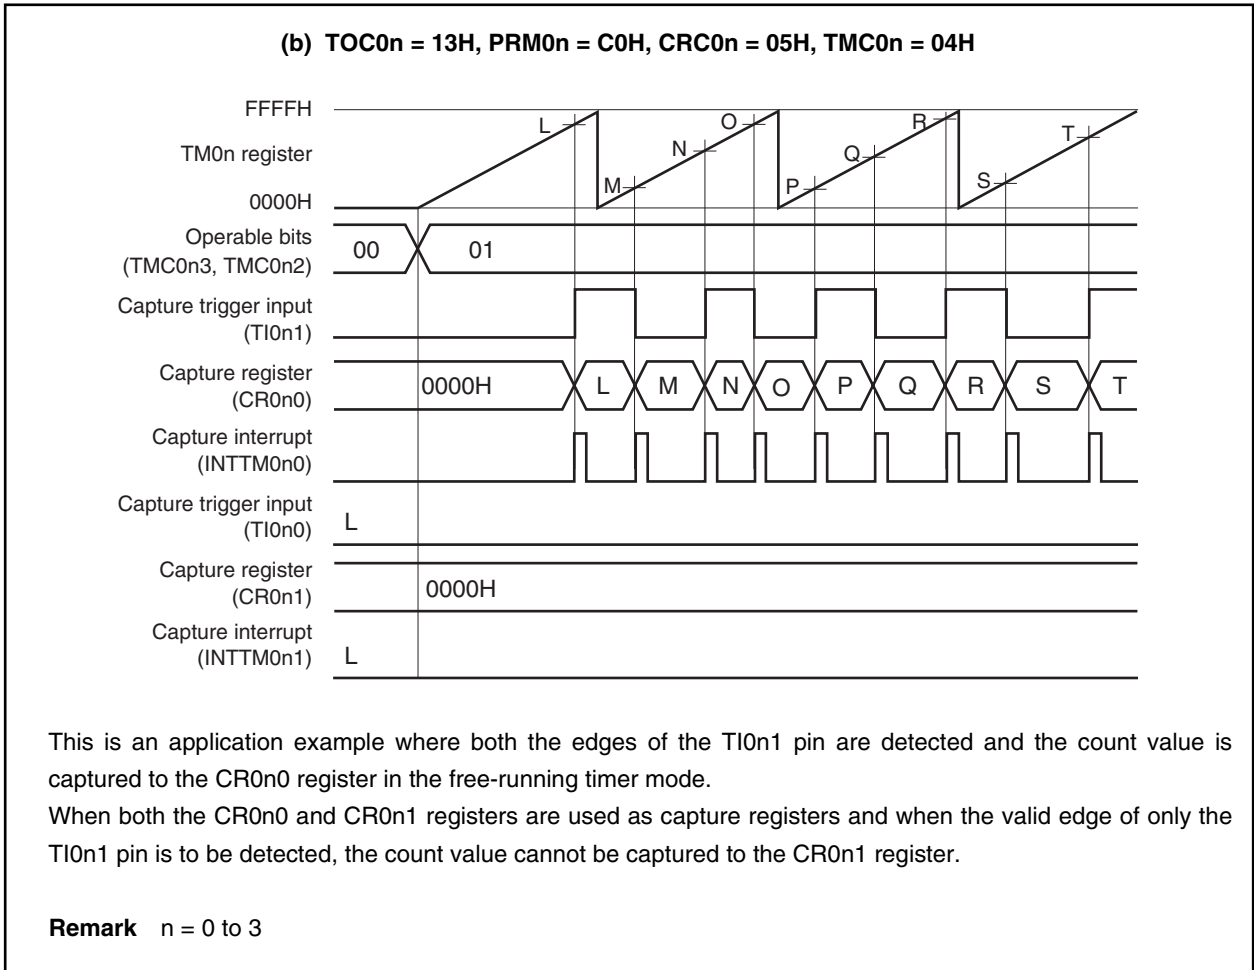 (b) TOC0n = 13H, PRM0n = C0H, CRC0n = 05H, TMC0n = 04H
FFFFH
TM0n register
0000H
L
M
N
O
P
Q
R
S
T
Operable bits
(TMC0n3, TMC0n2)
00
01
Capture trigger input
(TI0n1)
Capture register
(CR0n0)
0000H
L
M
N
O
P
Q
R
S
T
Capture interrupt
(INTTM0n0)
Capture trigger input
(TI0n0)
L
Capture register
(CR0n1)
0000H
Capture interrupt
(INTTM0n1)
L
This is an application example where both the edges of the TI0n1 pin are detected and the count value is
captured to the CR0n0 register in the free-running timer mode.
When both the CR0n0 and CR0n1 registers are used as capture registers and when the valid edge of only the
TI0n1 pin is to be detected, the count value cannot be captured to the CR0n1 register.
Remark n = 0 to 3